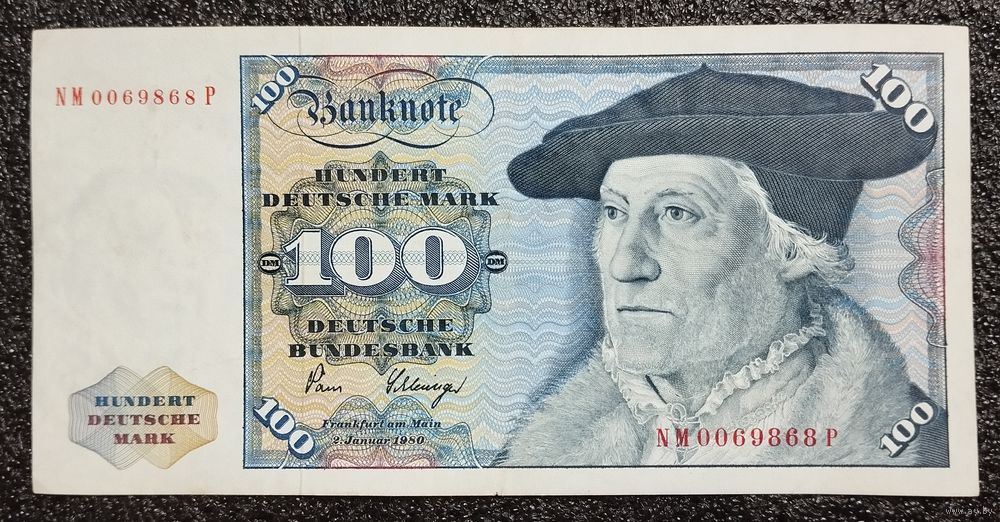 NM0069868P
100
Banknote
100
HUNDERT
DEUTSCHE MARK
DM 100 DM
DEUTSCHE
BUNDESBANK
Frankfurt am Main
2. Januar 1980
100
HUNDERT
DEUTSCHE
MARK
NM0069868P
100